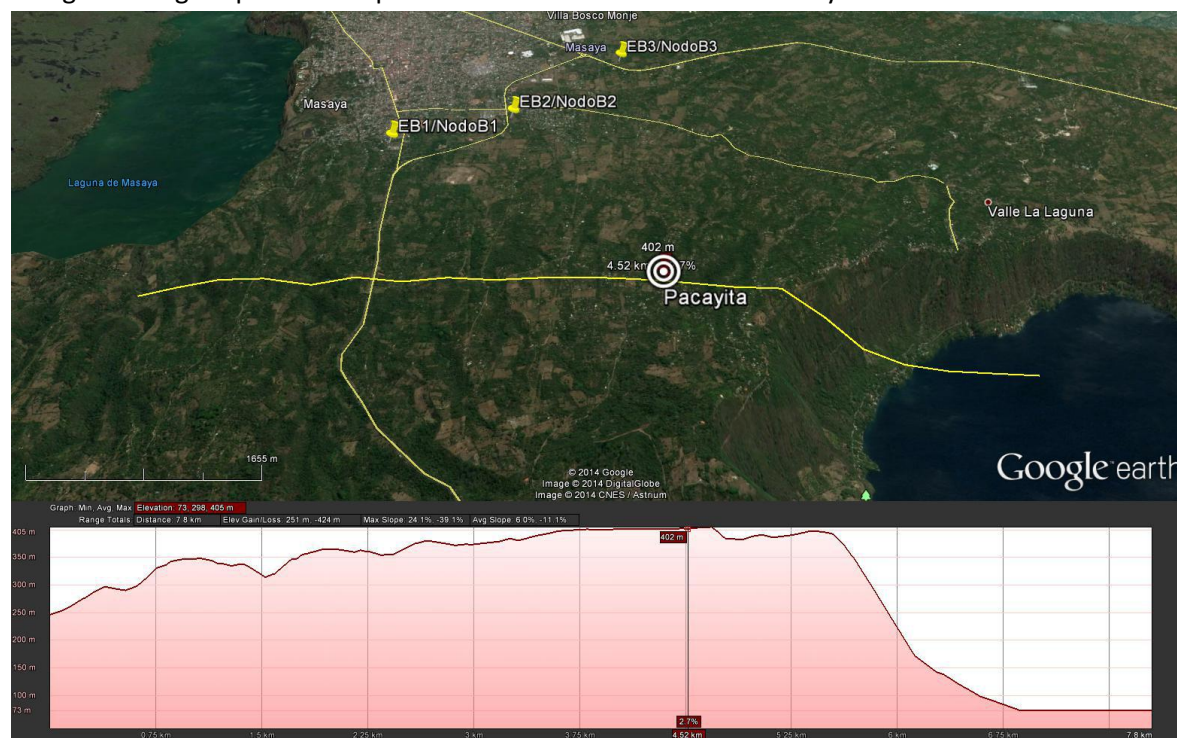 Villa Bosco Monje
Masaya
EB3/NodoB3
Masaya
EB2/NodoB2
EB1/NodoB1
Laguna de Masaya
Valle La Laguna
402 m
4.52 km
7%
Pacayita
1655 m
© 2014 Google
Image © 2014 DigitalGlobe
Image © 2014 CNES / Astrium
Google earth
Graph: Min, Avg, Max Elevation: 73, 298, 405 m
Range Totals: Distance: 7.8 km Elev Gain/Loss: 251 m, -424 m Max Slope: 24.1%, -39.1% Avg Slope: 6.0%, -11.1%
405 m
402 m
350 m
300 m
250 m
200 m
150 m
100 m
73 m
2.7%
0.75 km 1.5 km 2.25 km 3 km 3.75 km 4.52 km 5.25 km 6 km 6.75 km 7.8 km